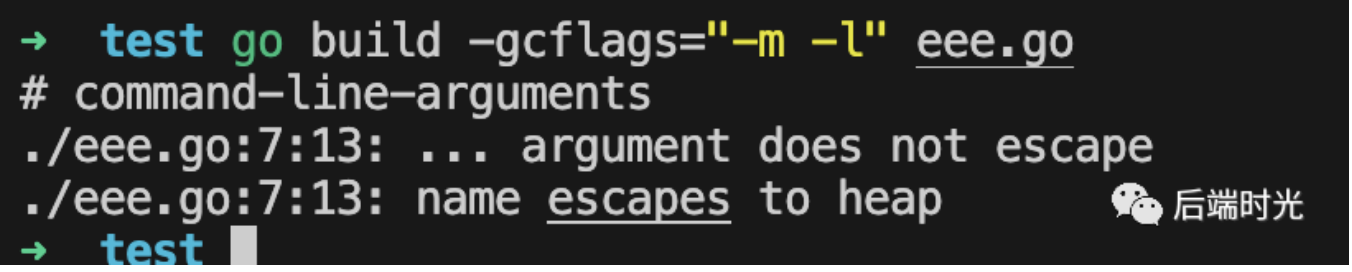 → test go build -gcflags="-m -l" eee.go
# command-line-arguments
./eee.go:7:13: ... argument does not escape
./eee.go:7:13: name escapes to heap
后端时光
→ test